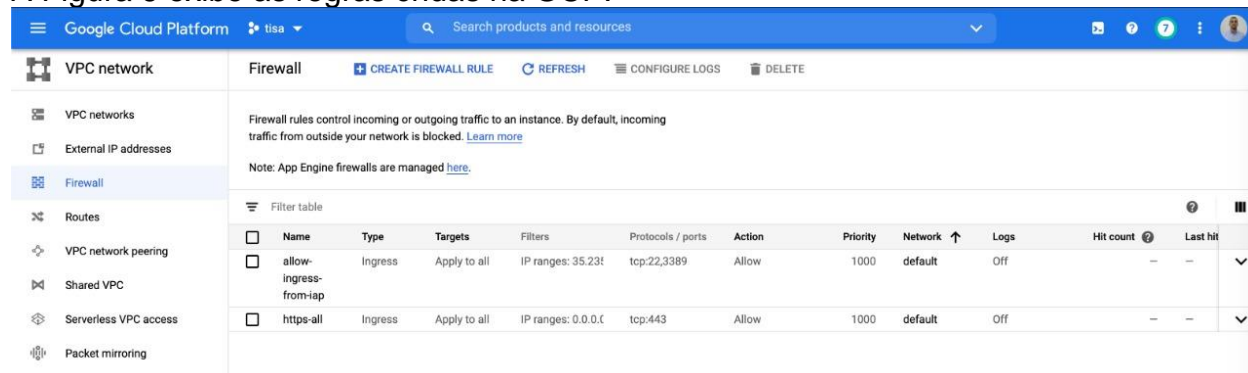 Google Cloud Platform tisa Search products and resources 7
VPC network Firewall CREATE FIREWALL RULE REFRESH CONFIGURE LOGS DELETE
VPC networks
External IP addresses
Firewall
Routes
VPC network peering
Shared VPC
Serverless VPC access
Packet mirroring
Firewall rules control incoming or outgoing traffic to an instance. By default, incoming
traffic from outside your network is blocked. Learn more
Note: App Engine firewalls are managed here.
Filter table
Name Type Targets Filters Protocols / ports Action Priority Network Logs Hit count Last hit
allow-ingress-from-iap Ingress Apply to all IP ranges: 35.235 tcp:22,3389 Allow 1000 default Off – –
https-all Ingress Apply to all IP ranges: 0.0.0.0 tcp:443 Allow 1000 default Off – –